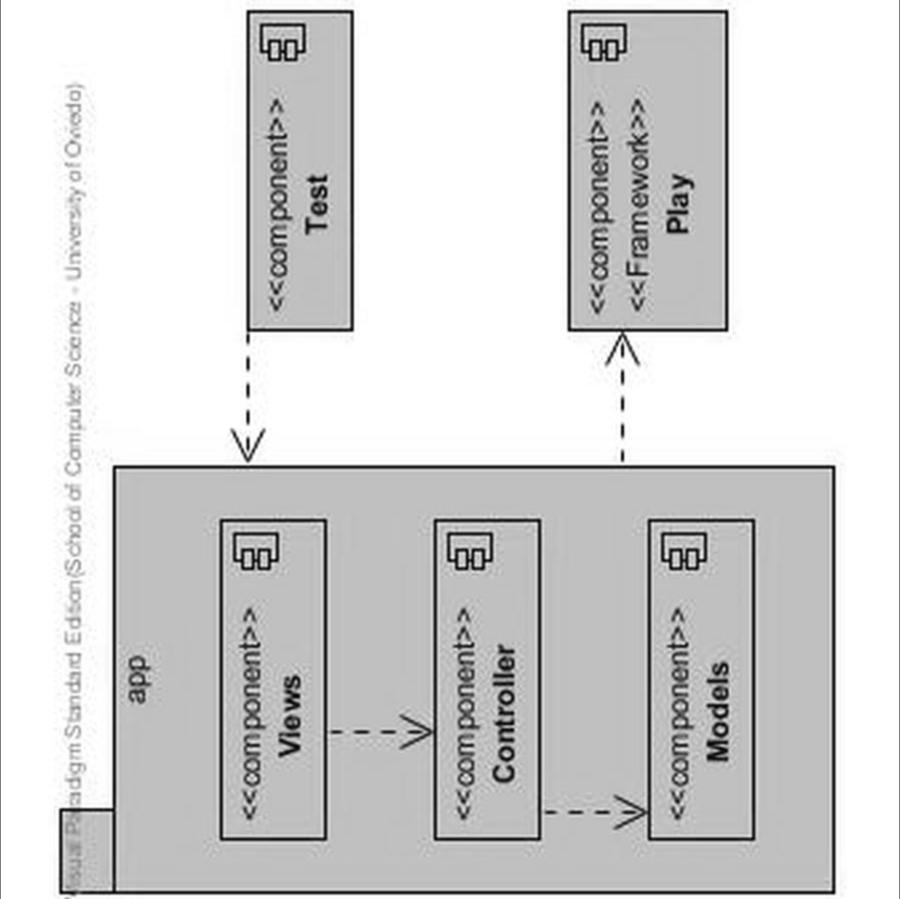 Visual Paradigm Standard Edition(School of Computer Science - University of Oviedo)
app
<<component>>
Views
<<component>>
Controller
<<component>>
Models
<<component>>
Test
<<component>>
<<Framework>>
Play